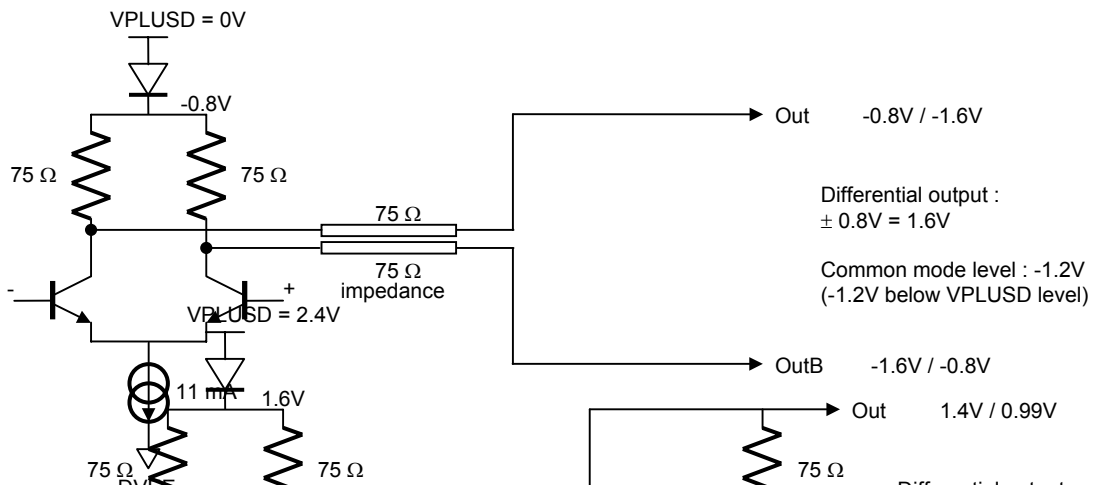 VPLUSD = 0V
-0.8V
Out -0.8V / -1.6V
75 Ω
75 Ω
Differential output :
± 0.8V = 1.6V
75 Ω
75 Ω
impedance
Common mode level : -1.2V
(-1.2V below VPLUSD level)
-
+
VPLUSD = 2.4V
OutB -1.6V / -0.8V
11 mA
1.6V
Out 1.4V / 0.99V
75 Ω
75 Ω
75 Ω